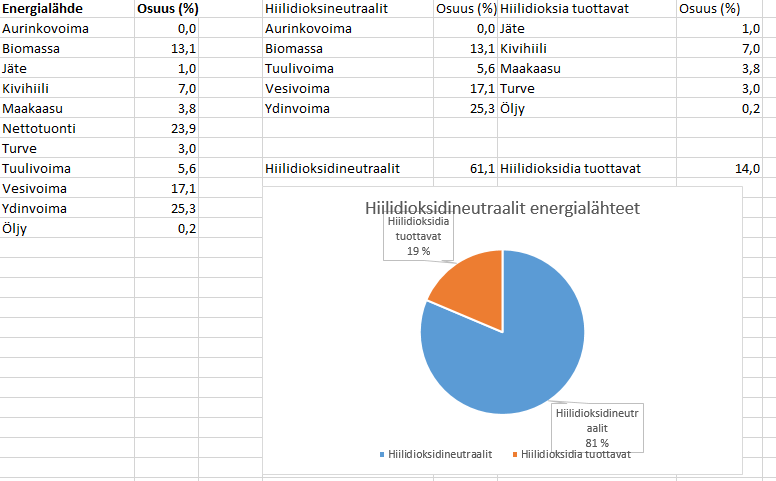 Energialähde Osuus (%) Hiilidioksineutraalit Osuus (%) Hiilidioksia tuottavat Osuus (%)
Aurinkovoima 0,0 Aurinkovoima 0,0 Jäte 1,0
Biomassa 13,1 Biomassa 13,1 Kivihiili 7,0
Jäte 1,0 Tuulivoima 5,6 Maakaasu 3,8
Kivihiili 7,0 Vesivoima 17,1 Turve 3,0
Maakaasu 3,8 Ydinvoima 25,3 Öljy 0,2
Nettotuonti 23,9
Turve 3,0
Tuulivoima 5,6 Hiilidioksidineutraalit 61,1 Hiilidioksidia tuottavat 14,0
Vesivoima 17,1
Ydinvoima 25,3
Öljy 0,2
Hiilidioksidineutraalit energialähteet
Hiilidioksidia
tuottavat
19 %
Hiilidioksidineutr
aalit
81 %
Hiilidioksidineutraalit Hiilidioksidia tuottavat